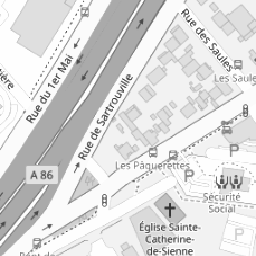 Rue des Saules
Les Saule
Rue du 1er Mai
Rue de Sartrouville
Les Pâquerettes
A 86
P
P
Sécurité
Social
Église Sainte-
Catherine-
de-Sienne